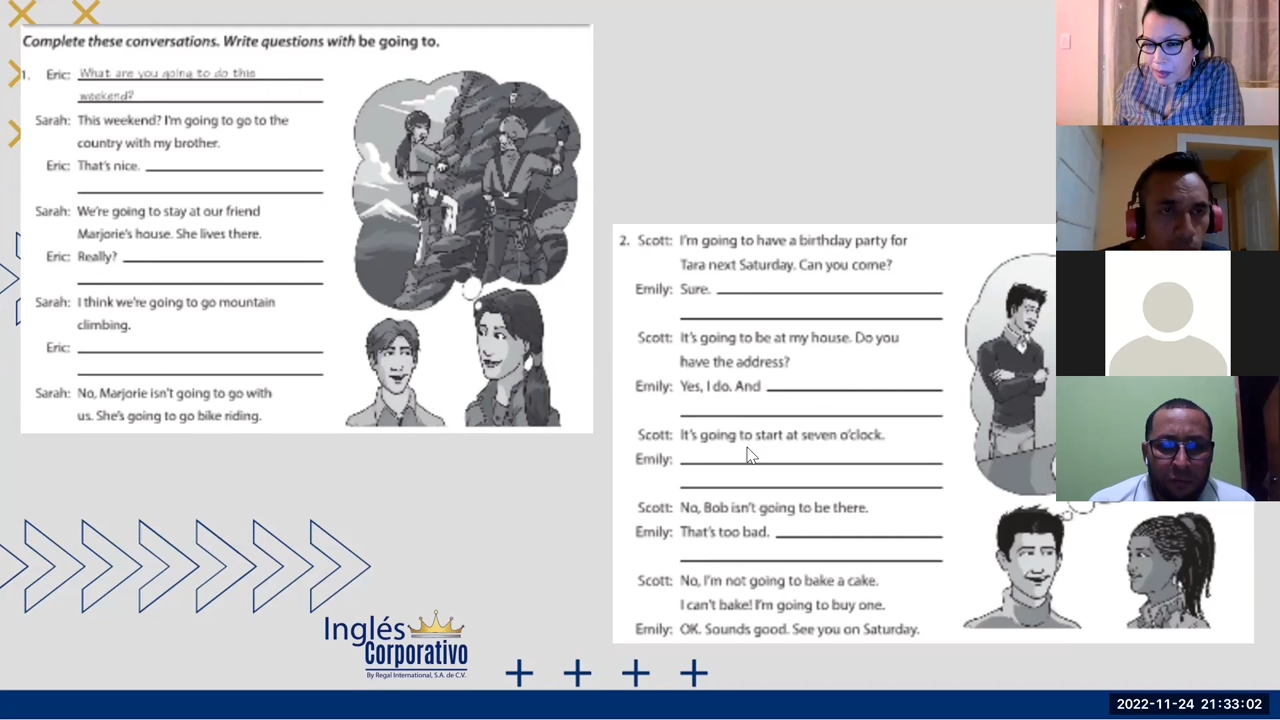 Complete these conversations. Write questions with be going to.
1. Eric: What are you going to do this
weekend?
Sarah: This weekend? I'm going to go to the
country with my brother.
Eric: That's nice.
Sarah: We're going to stay at our friend
Marjorie's house. She lives there.
Eric: Really?
Sarah: I think we're going to go mountain
climbing.
Eric:
Sarah: No, Marjorie isn't going to go with
us. She's going to go bike riding.
2. Scott: I'm going to have a birthday party for
Tara next Saturday. Can you come?
Emily: Sure.
Scott: It's going to be at my house. Do you
have the address?
Emily: Yes, I do. And
Scott: It's going to start at seven o'clock.
Emily:
Scott: No, Bob isn't going to be there.
Emily: That's too bad.
Scott: No, I'm not going to bake a cake.
I can't bake! I'm going to buy one.
Emily: OK. Sounds good. See you on Saturday.
Inglés
Corporativo
By Regal International, S.A. de C.V.
2022-11-24 21:33:02